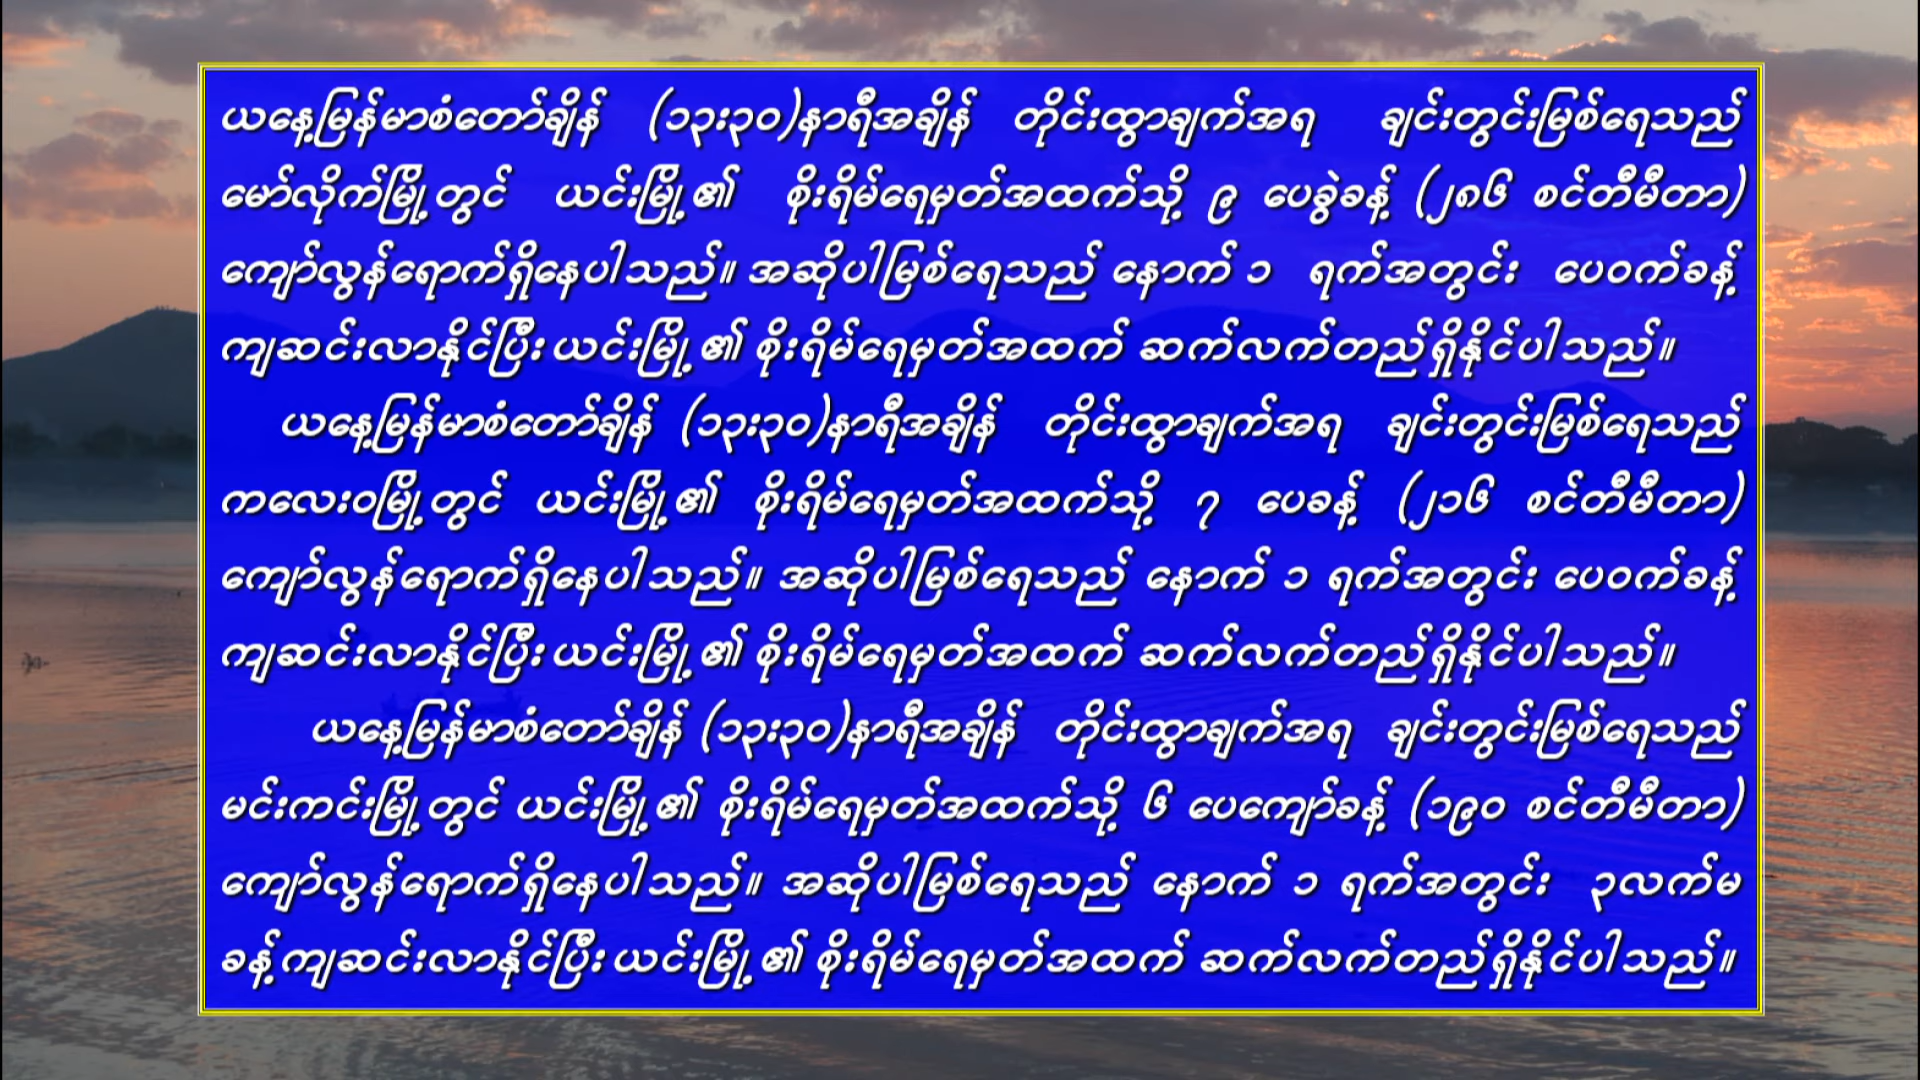 ယနေ့မြန်မာစံတော်ချိန် (၁၃း၃၀)နာရီအချိန် တိုင်းထွာချက်အရ ချင်းတွင်းမြစ်ရေသည်
မော်လိုက်မြို့တွင် ယင်းမြို့၏ စိုးရိမ်ရေမှတ်အထက်သို့ ၉ ပေခွဲခန့် (၂၈၆ စင်တီမီတာ)
ကျော်လွန်ရောက်ရှိနေပါသည်။ အဆိုပါမြစ်ရေသည် နောက် ၁ ရက်အတွင်း ပေဝက်ခန့်
ကျဆင်းလာနိုင်ပြီး ယင်းမြို့၏ စိုးရိမ်ရေမှတ်အထက် ဆက်လက်တည်ရှိနိုင်ပါသည်။
ယနေ့မြန်မာစံတော်ချိန် (၁၃း၃၀)နာရီအချိန် တိုင်းထွာချက်အရ ချင်းတွင်းမြစ်ရေသည်
ကလေးဝမြို့တွင် ယင်းမြို့၏ စိုးရိမ်ရေမှတ်အထက်သို့ ၇ ပေခန့် (၂၁၆ စင်တီမီတာ)
ကျော်လွန်ရောက်ရှိနေပါသည်။ အဆိုပါမြစ်ရေသည် နောက် ၁ ရက်အတွင်း ပေဝက်ခန့်
ကျဆင်းလာနိုင်ပြီး ယင်းမြို့၏ စိုးရိမ်ရေမှတ်အထက် ဆက်လက်တည်ရှိနိုင်ပါသည်။
ယနေ့မြန်မာစံတော်ချိန် (၁၃း၃၀)နာရီအချိန် တိုင်းထွာချက်အရ ချင်းတွင်းမြစ်ရေသည်
မင်းကင်းမြို့တွင် ယင်းမြို့၏ စိုးရိမ်ရေမှတ်အထက်သို့ ၆ ပေကျော်ခန့် (၁၉၀ စင်တီမီတာ)
ကျော်လွန်ရောက်ရှိနေပါသည်။ အဆိုပါမြစ်ရေသည် နောက် ၁ ရက်အတွင်း ၃လက်မ
ခန့်ကျဆင်းလာနိုင်ပြီး ယင်းမြို့၏ စိုးရိမ်ရေမှတ်အထက် ဆက်လက်တည်ရှိနိုင်ပါသည်။